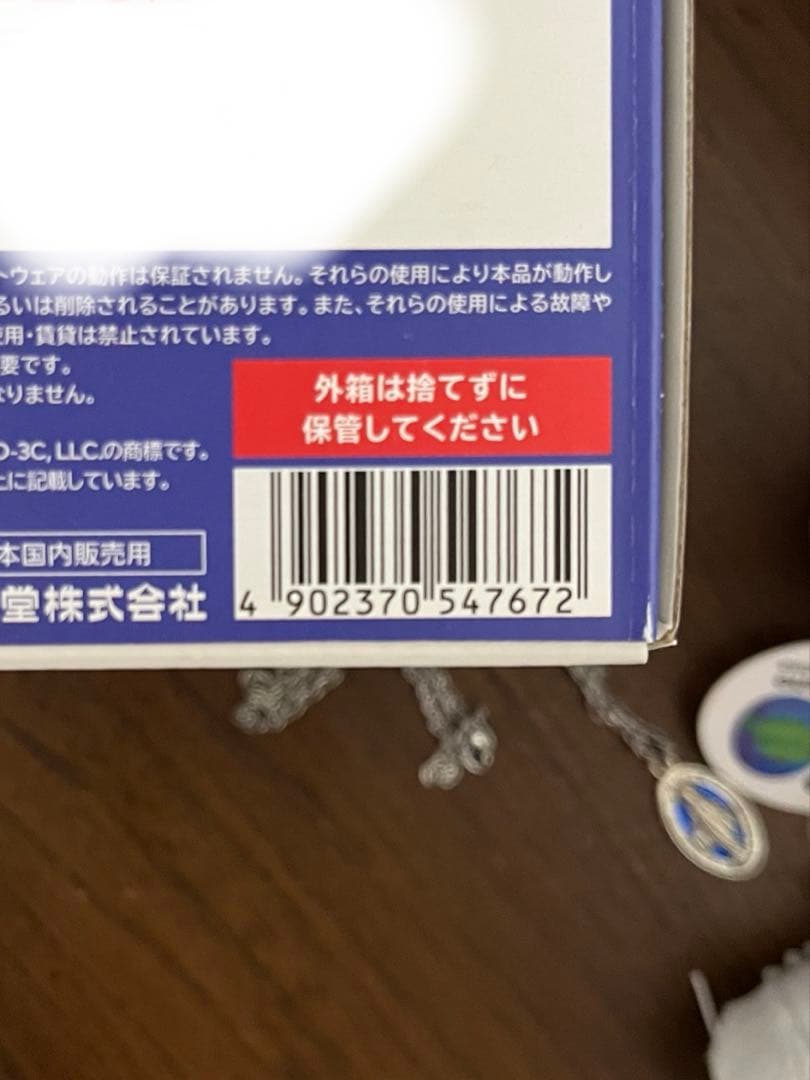 トウェアの動作は保証されません。それらの使用により本品が動作し
るいは削除されることがあります。また、それらの使用による故障や
使用・賃貸は禁止されています。
要です。
なりません。
外箱は捨てずに
保管してください
D-3C, LLC.の商標です。
上に記載しています。
本国内販売用
堂株式会社
4 902370 547672